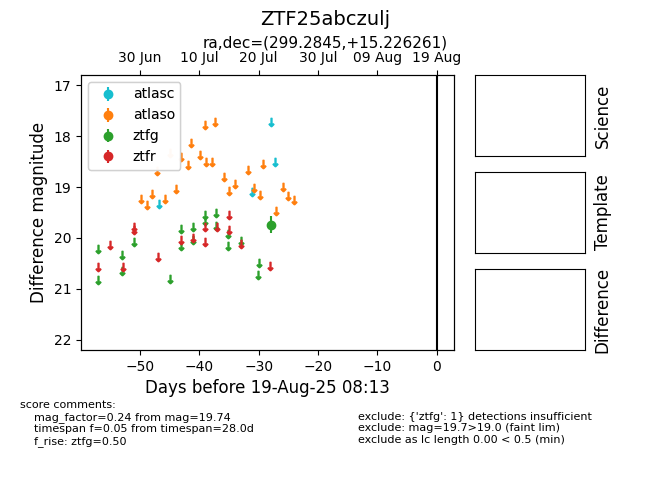 ZTF25abczulj
ra,dec=(299.2845,+15.226261)
30 Jun 10 Jul 20 Jul 30 Jul 09 Aug 19 Aug
17
18
19
20
21
22
Difference magnitude
atlasc
atlaso
ztfg
ztfr
−50 −40 −30 −20 −10 0
Days before 19-Aug-25 08:13
Science
Template
Difference
score comments:
mag_factor=0.24 from mag=19.74
timespan f=0.05 from timespan=28.0d
f_rise: ztfg=0.50
exclude: {'ztfg': 1} detections insufficient
exclude: mag=19.7>19.0 (faint lim)
exclude as lc length 0.00 < 0.5 (min)